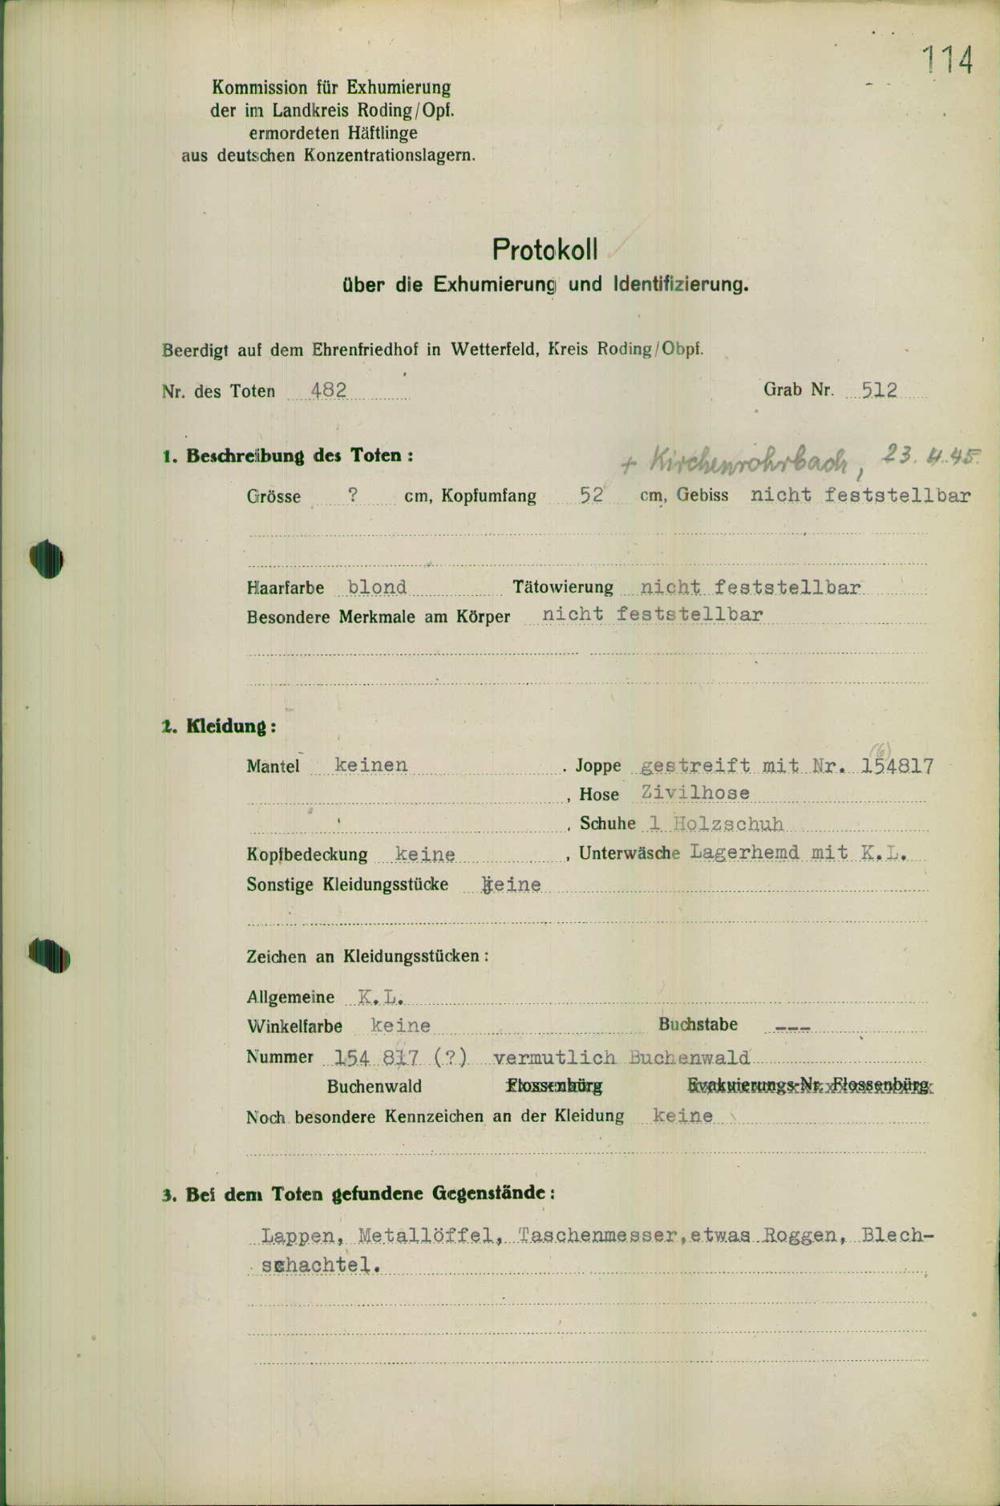 114
Kommission für Exhumierung
der im Landkreis Roding/Opf.
ermordeten Häftlinge
aus deutschen Konzentrationslagern.
Protokoll
über die Exhumierung und Identifizierung.
Beerdigt auf dem Ehrenfriedhof in Wetterfeld, Kreis Roding/Obpf.
Nr. des Toten 482 Grab Nr. 512
1. Beschreibung des Toten :
+ Kirchenrohrbach, 23.4.45.
Grösse ? cm, Kopfumfang 52 cm, Gebiss nicht feststellbar
Haarfarbe blond Tätowierung nicht feststellbar
Besondere Merkmale am Körper nicht feststellbar
2. Kleidung :
(6)
Mantel keinen . Joppe gestreift mit Nr. 154817
, Hose Zivilhose
. Schuhe 1 Holzschuh
Kopfbedeckung keine , Unterwäsche Lagerhemd mit K.L.
Sonstige Kleidungsstücke keine
Zeichen an Kleidungsstücken :
Allgemeine K.L.
Winkelfarbe keine Buchstabe ---
Nummer 154 817 (?) vermutlich Buchenwald
Buchenwald Flossenbürg Evakuierungs-Nr. Flossenbürg
Noch besondere Kennzeichen an der Kleidung keine
3. Bei dem Toten gefundene Gegenstände :
Lappen, Metallöffel, Taschenmesser, etwas Roggen, Blech-
schachtel.